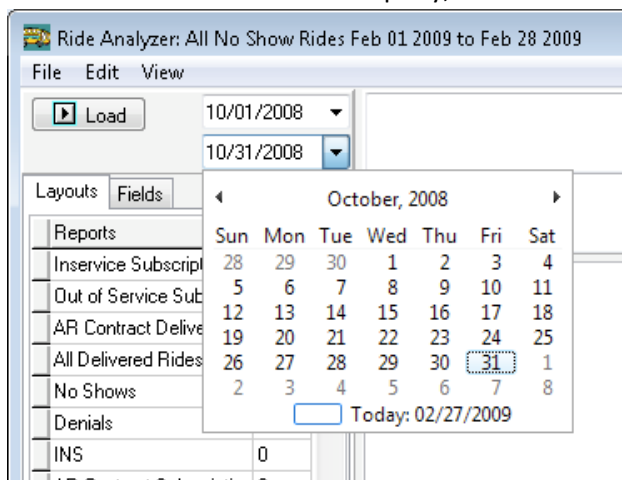 Ride Analyzer: All No Show Rides Feb 01 2009 to Feb 28 2009
File Edit View
Load 10/01/2008
10/31/2008
Layouts Fields
October, 2008
Reports
Sun Mon Tue Wed Thu Fri Sat
Inservice Subscrip
28 29 30 1 2 3 4
Out of Service Sub
5 6 7 8 9 10 11
12 13 14 15 16 17 18
AR Contract Delive
19 20 21 22 23 24 25
All Delivered Rides
26 27 28 29 30 31 1
No Shows
2 3 4 5 6 7 8
Denials
Today: 02/27/2009
INS 0